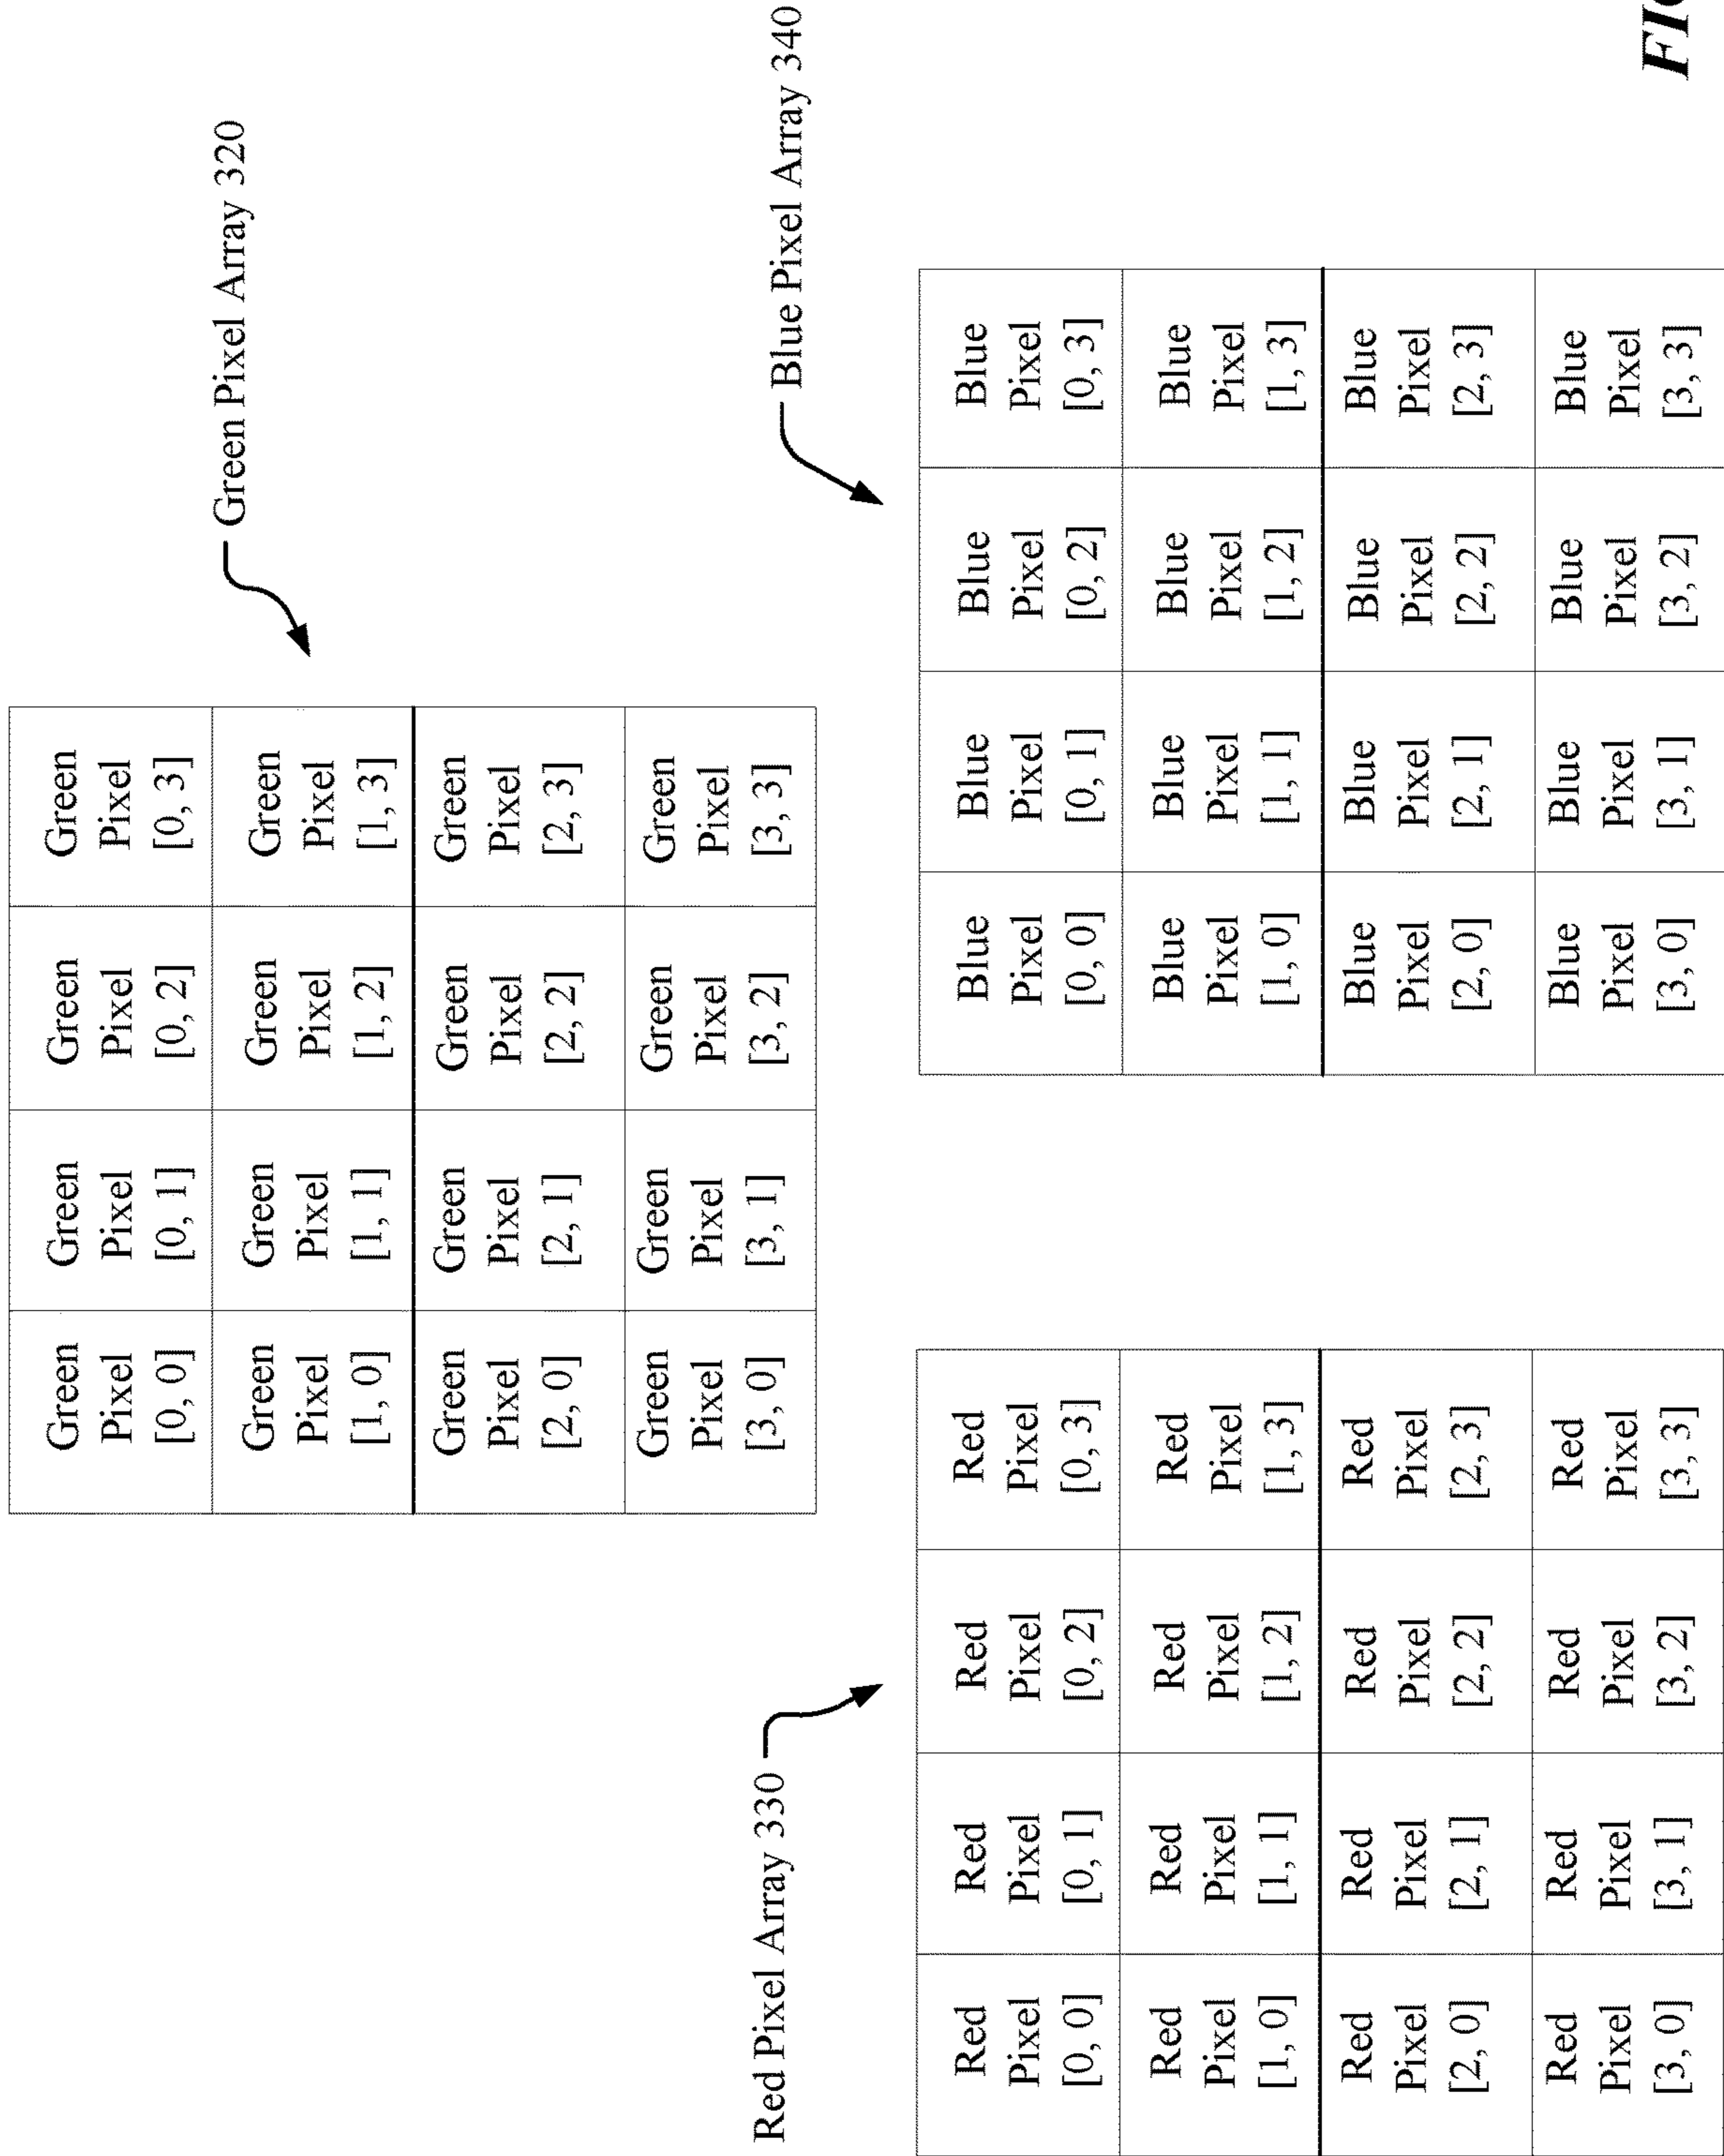 Green
Pixel
[0, 0]
Green
Pixel
[0, 1]
Green
Pixel
[0, 2]
Green
Pixel
[0, 3]
Green Pixel Array 320
Green
Pixel
[1, 0]
Green
Pixel
[1, 1]
Green
Pixel
[1, 2]
Green
Pixel
[1, 3]
Green
Pixel
[2, 0]
Green
Pixel
[2, 1]
Green
Pixel
[2, 2]
Green
Pixel
[2, 3]
Green
Pixel
[3, 0]
Green
Pixel
[3, 1]
Green
Pixel
[3, 2]
Green
Pixel
[3, 3]
Red Pixel Array 330
Red
Pixel
[0, 0]
Red
Pixel
[0, 1]
Red
Pixel
[0, 2]
Red
Pixel
[0, 3]
Red
Pixel
[1, 0]
Red
Pixel
[1, 1]
Red
Pixel
[1, 2]
Red
Pixel
[1, 3]
Red
Pixel
[2, 0]
Red
Pixel
[2, 1]
Red
Pixel
[2, 2]
Red
Pixel
[2, 3]
Red
Pixel
[3, 0]
Red
Pixel
[3, 1]
Red
Pixel
[3, 2]
Red
Pixel
[3, 3]
Blue Pixel Array 340
Blue
Pixel
[0, 0]
Blue
Pixel
[0, 1]
Blue
Pixel
[0, 2]
Blue
Pixel
[0, 3]
Blue
Pixel
[1, 0]
Blue
Pixel
[1, 1]
Blue
Pixel
[1, 2]
Blue
Pixel
[1, 3]
Blue
Pixel
[2, 0]
Blue
Pixel
[2, 1]
Blue
Pixel
[2, 2]
Blue
Pixel
[2, 3]
Blue
Pixel
[3, 0]
Blue
Pixel
[3, 1]
Blue
Pixel
[3, 2]
Blue
Pixel
[3, 3]